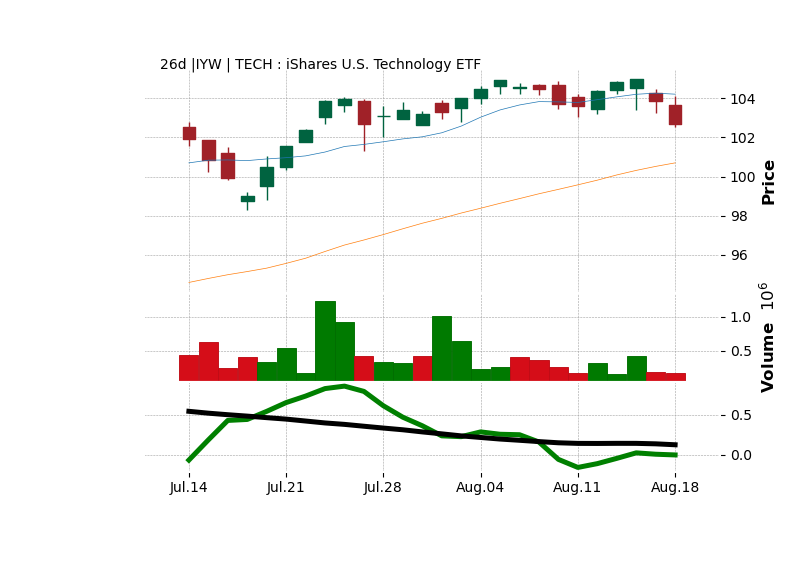 26d |IYW | TECH : iShares U.S. Technology ETF
104
102
100
98
96
Price
1.0
0.5
Volume 10^6
0.5
0.0
Jul.14 Jul.21 Jul.28 Aug.04 Aug.11 Aug.18